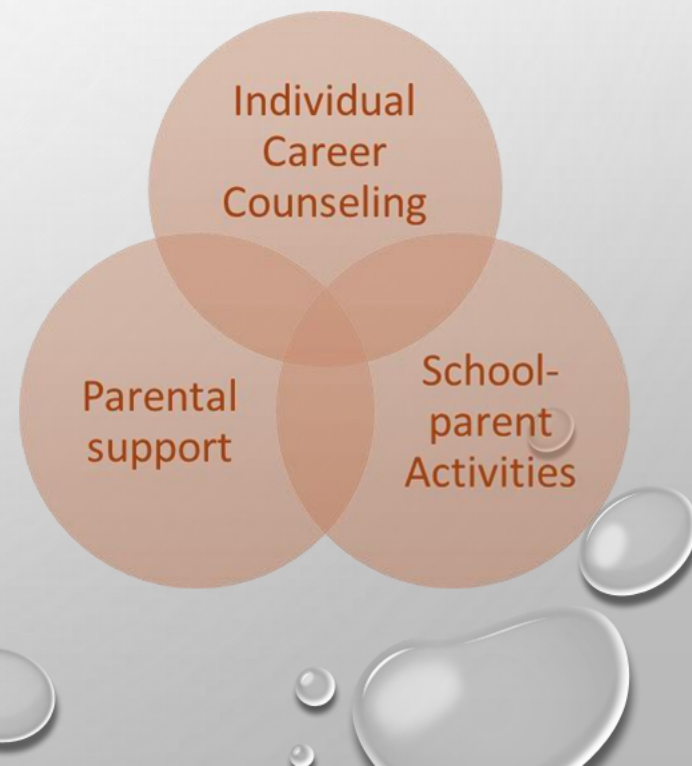 Individual
Career
Counseling
Parental
support
School-
parent
Activities